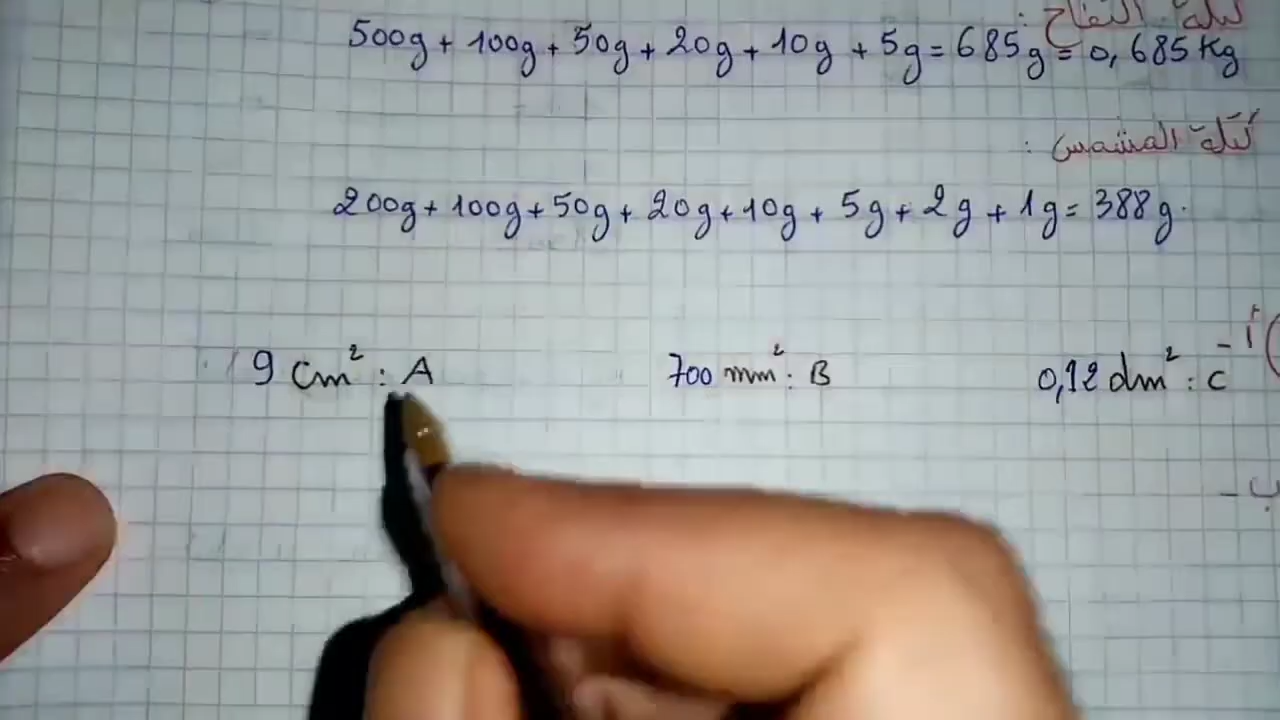 كتلة التفاح :
500g + 100g + 50g + 20g + 10g + 5g = 685g = 0,685 Kg
كتلة المشمش :
200g + 100g + 50g + 20g + 10g + 5g + 2g + 1g = 388g.
أ - 0,12 dm² : C 700 mm² : B 9 cm² : A
ب -